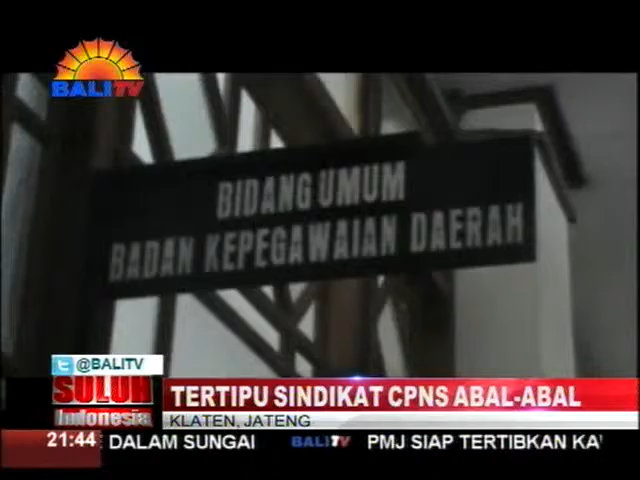 BALITV
BIDANG UMUM
BADAN KEPEGAWAIAN DAERAH
@BALITV
SULUH
Indonesia
TERTIPU SINDIKAT CPNS ABAL-ABAL
KLATEN, JATENG
21:44 DALAM SUNGAI BALITV PMJ SIAP TERTIBKAN